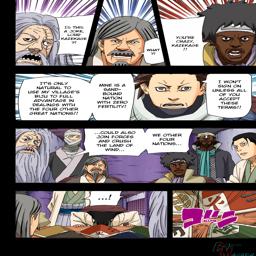 IS THIS
A JOKE,
LORD
KAZEKAGE?
WHAT
?!
YOU'RE
CRAZY,
KAZEKAGE
!!
IT'S ONLY
NATURAL TO
USE MY VILLAGE'S
BIJU TO FULL
ADVANTAGE IN
DEALINGS WITH
THE FOUR OTHER
GREAT NATIONS!!
MINE IS A
SAND-
BOUND
NATION
WITH ZERO
FERTILITY!
I WON'T
SIGN ON
UNLESS ALL
OF YOU
ACCEPT
THESE
TERMS!!
...COULD ALSO
JOIN FORCES
AND CRUSH
THE LAND OF
WIND...
WE OTHER
FOUR
NATIONS...
...!